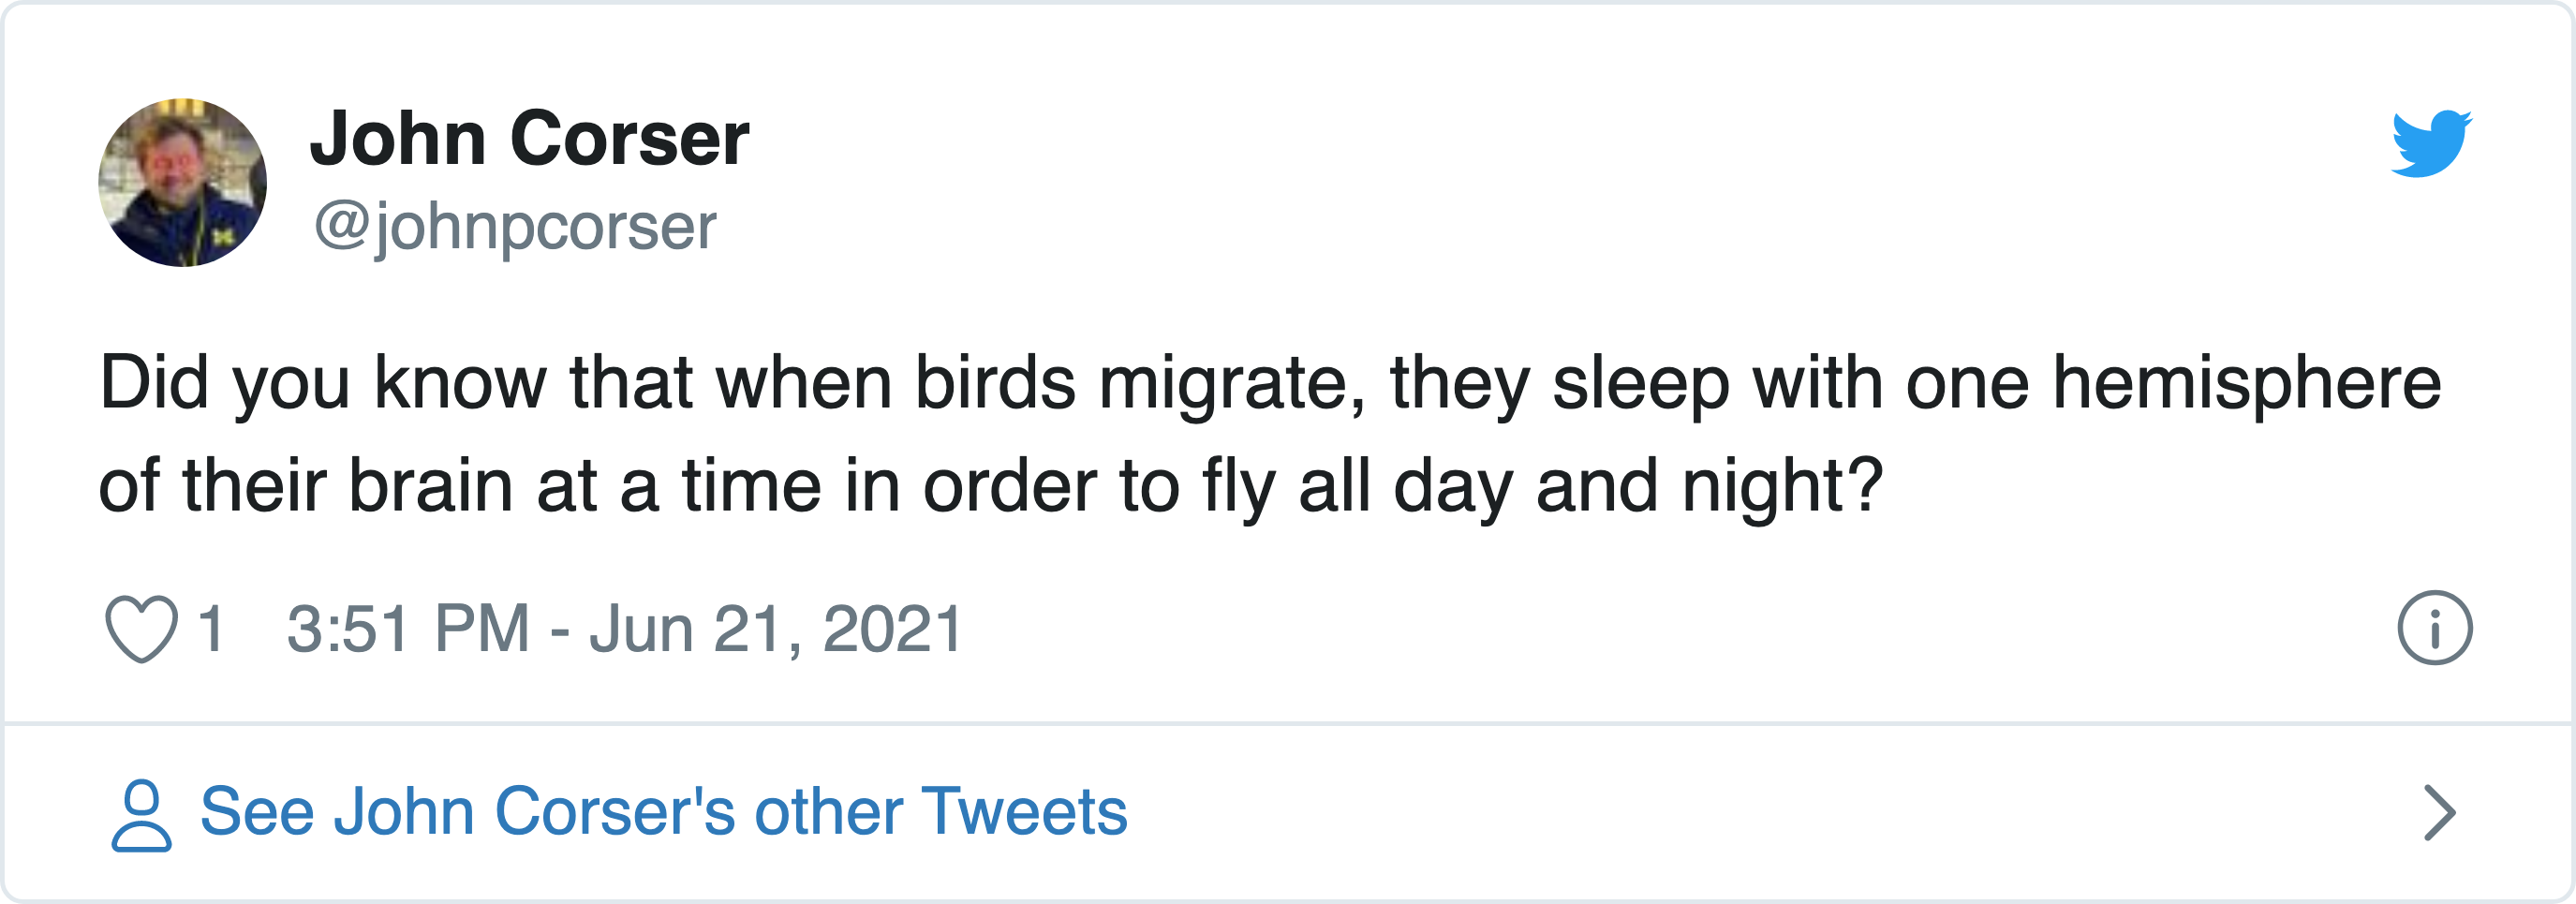 John Corser
@johnpcorser
Did you know that when birds migrate, they sleep with one hemisphere
of their brain at a time in order to fly all day and night?
1 3:51 PM - Jun 21, 2021
See John Corser's other Tweets